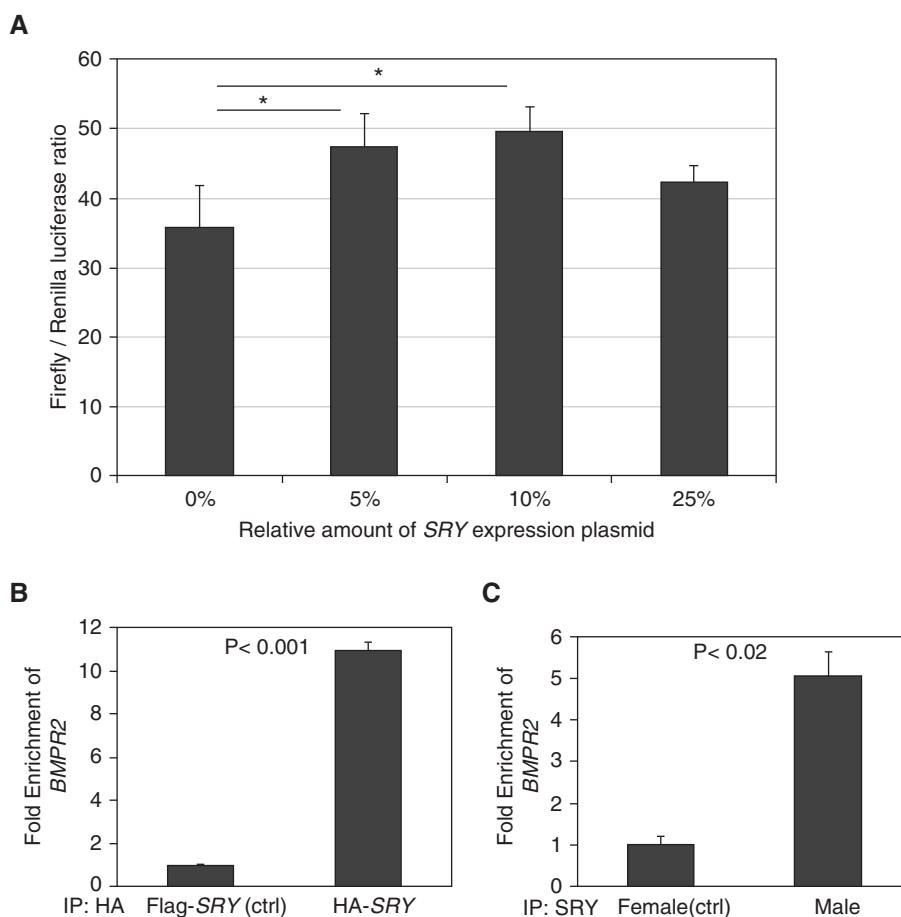 A
60
50
40
30
20
10
0
Firefly / Renilla luciferase ratio
*
*
0% 5% 10% 25%
Relative amount of SRY expression plasmid
B
12
10
8
6
4
2
0
Fold Enrichment of
BMPR2
P< 0.001
IP: HA Flag-SRY (ctrl) HA-SRY
C
6
5
4
3
2
1
0
Fold Enrichment of
BMPR2
P< 0.02
IP: SRY Female(ctrl) Male